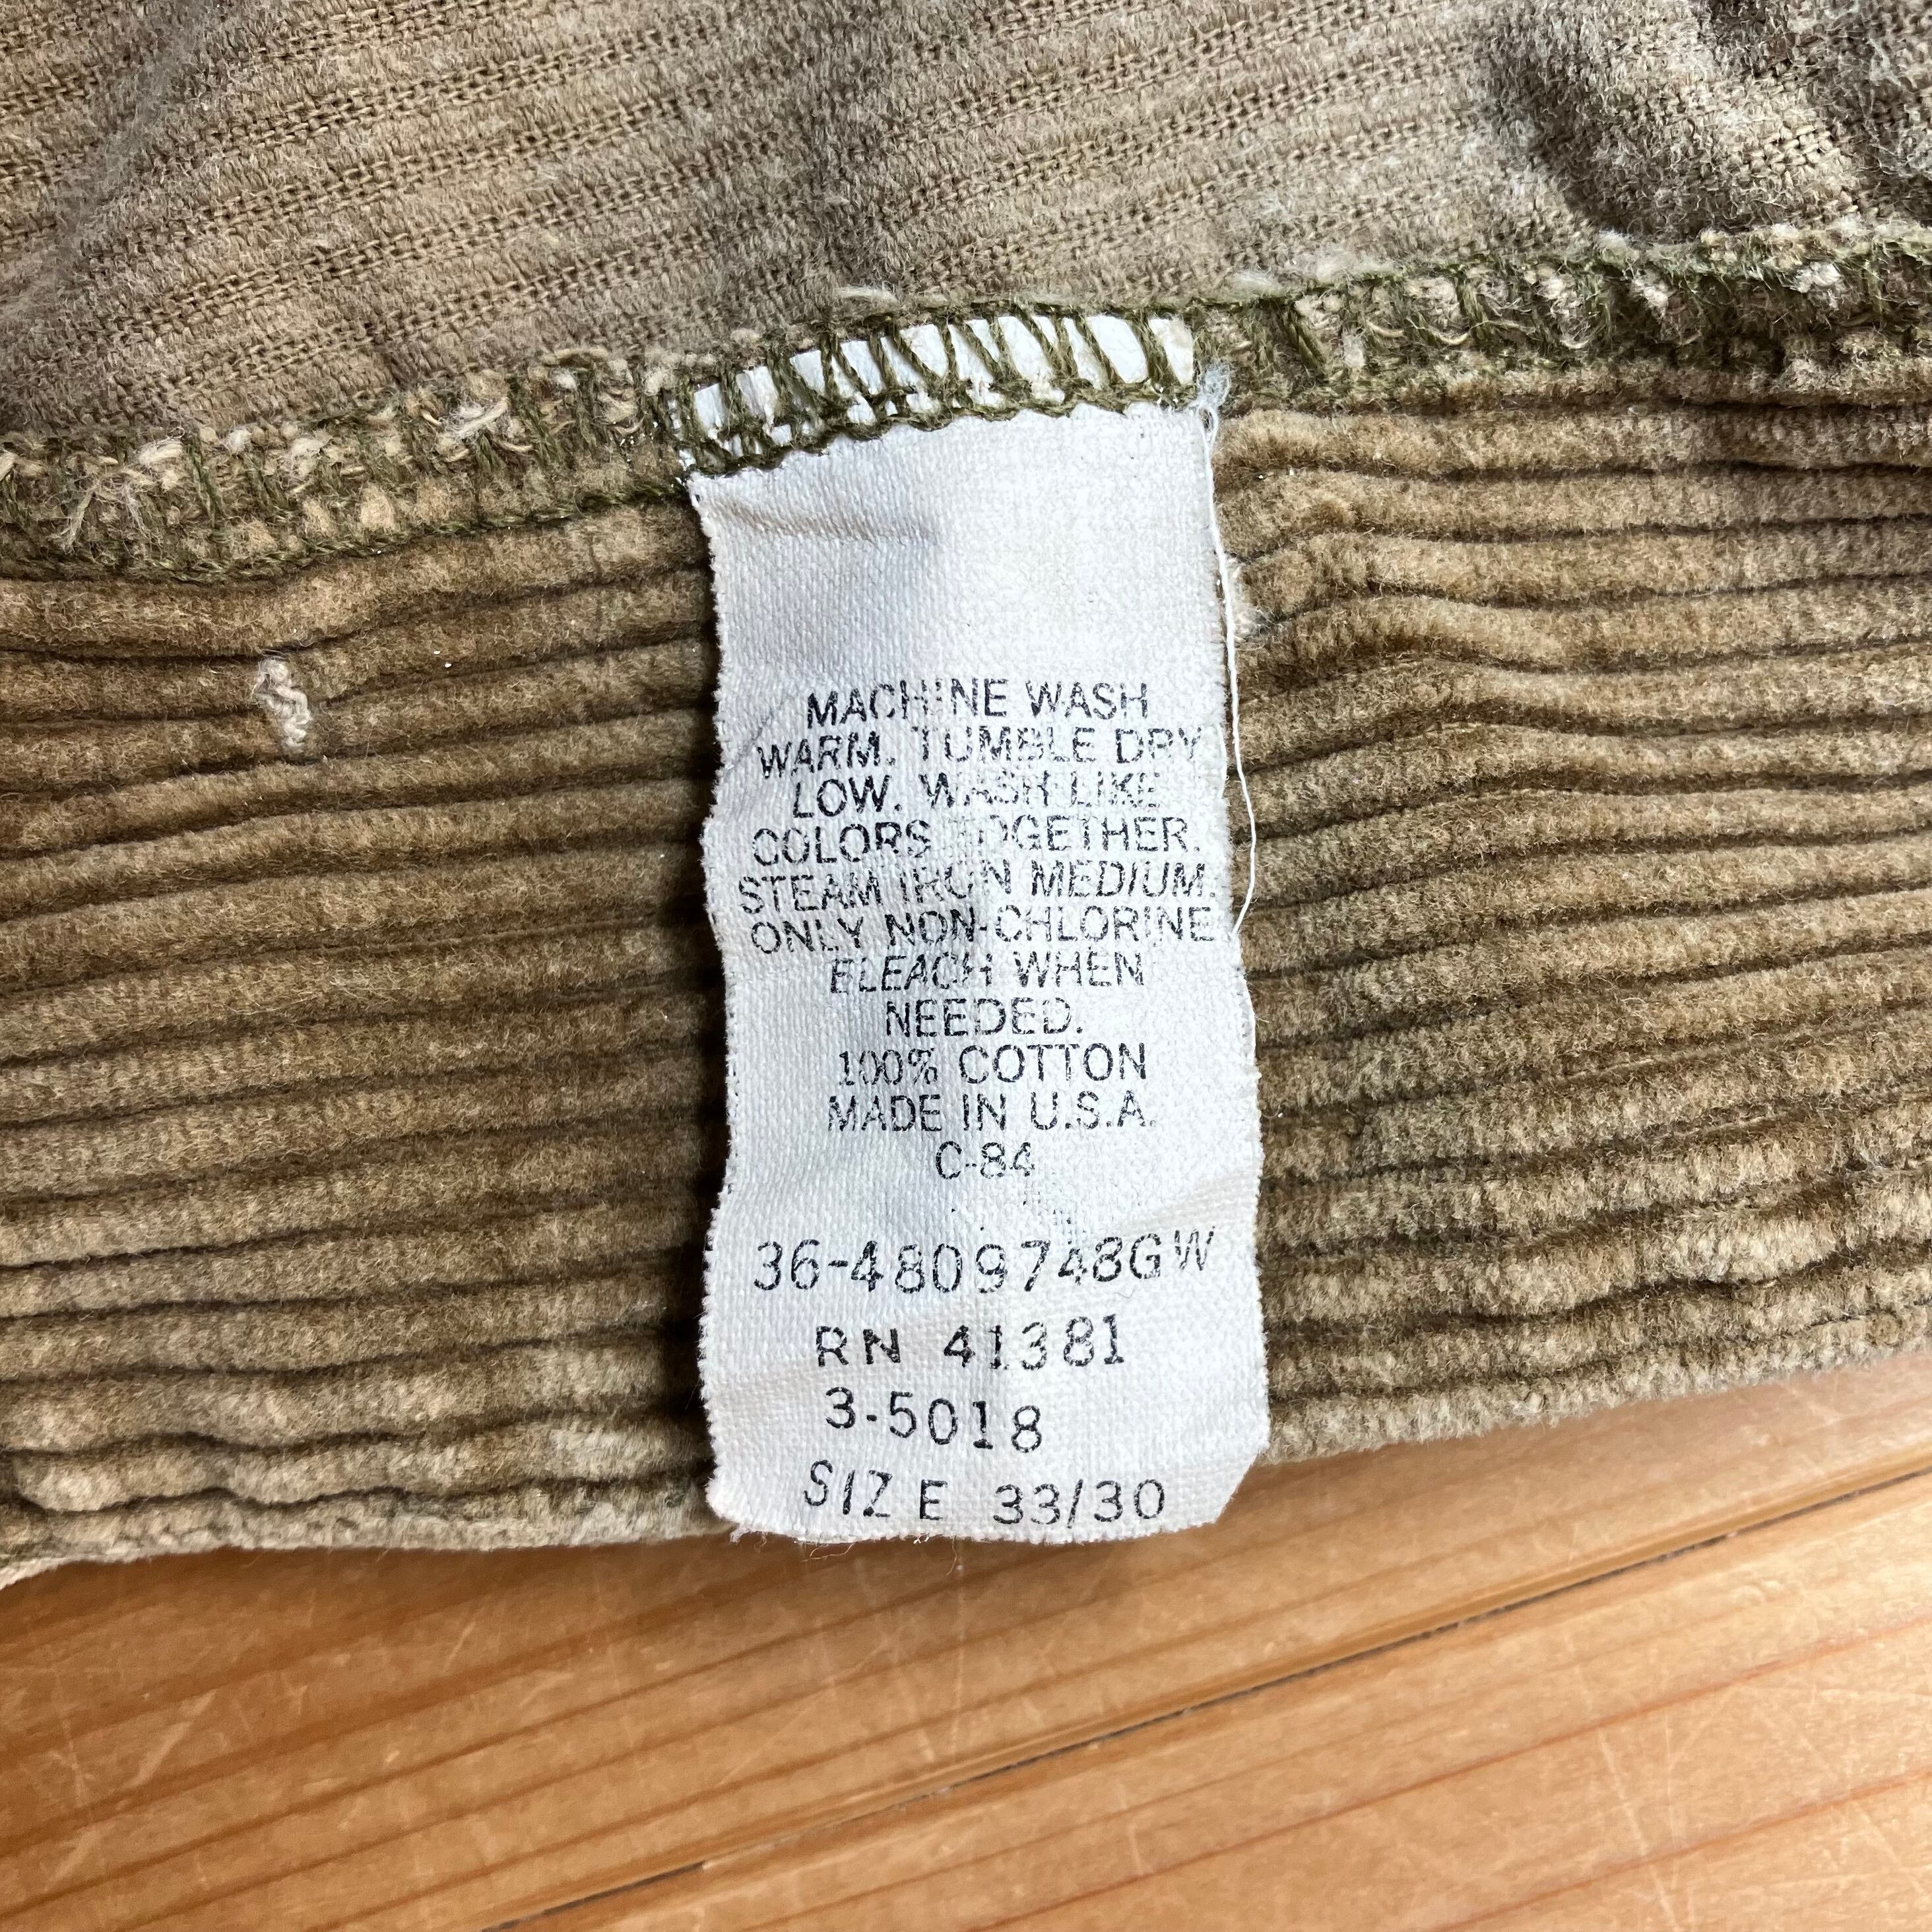 MACHINE WASH
WARM. TUMBLE DRY
LOW. WASH LIKE
COLORS TOGETHER.
STEAM IRON MEDIUM.
ONLY NON-CHLORINE
BLEACH WHEN
NEEDED.
100% COTTON
MADE IN U.S.A.
C-84
36-4809748GW
RN 41381
3-5018
SIZE 33/30